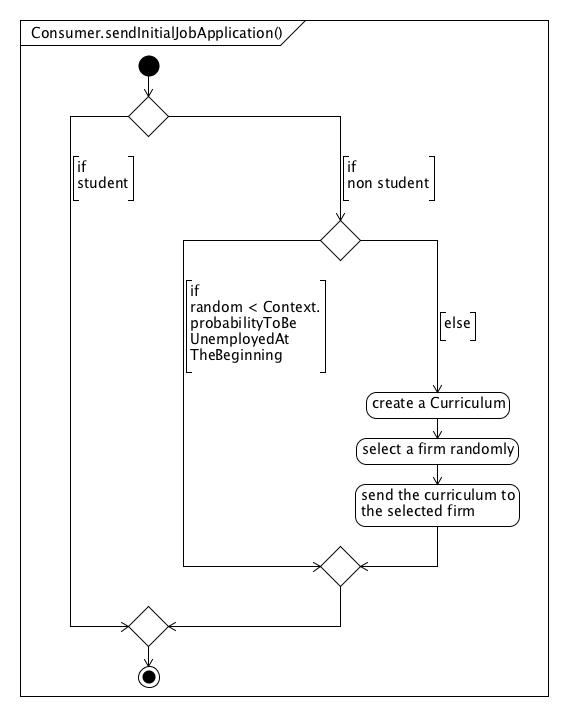 Consumer.sendInitialJobApplication()
if
student
if
non student
if
random < Context.
probabilityToBe
UnemployedAt
TheBeginning
else
create a Curriculum
select a firm randomly
send the curriculum to
the selected firm